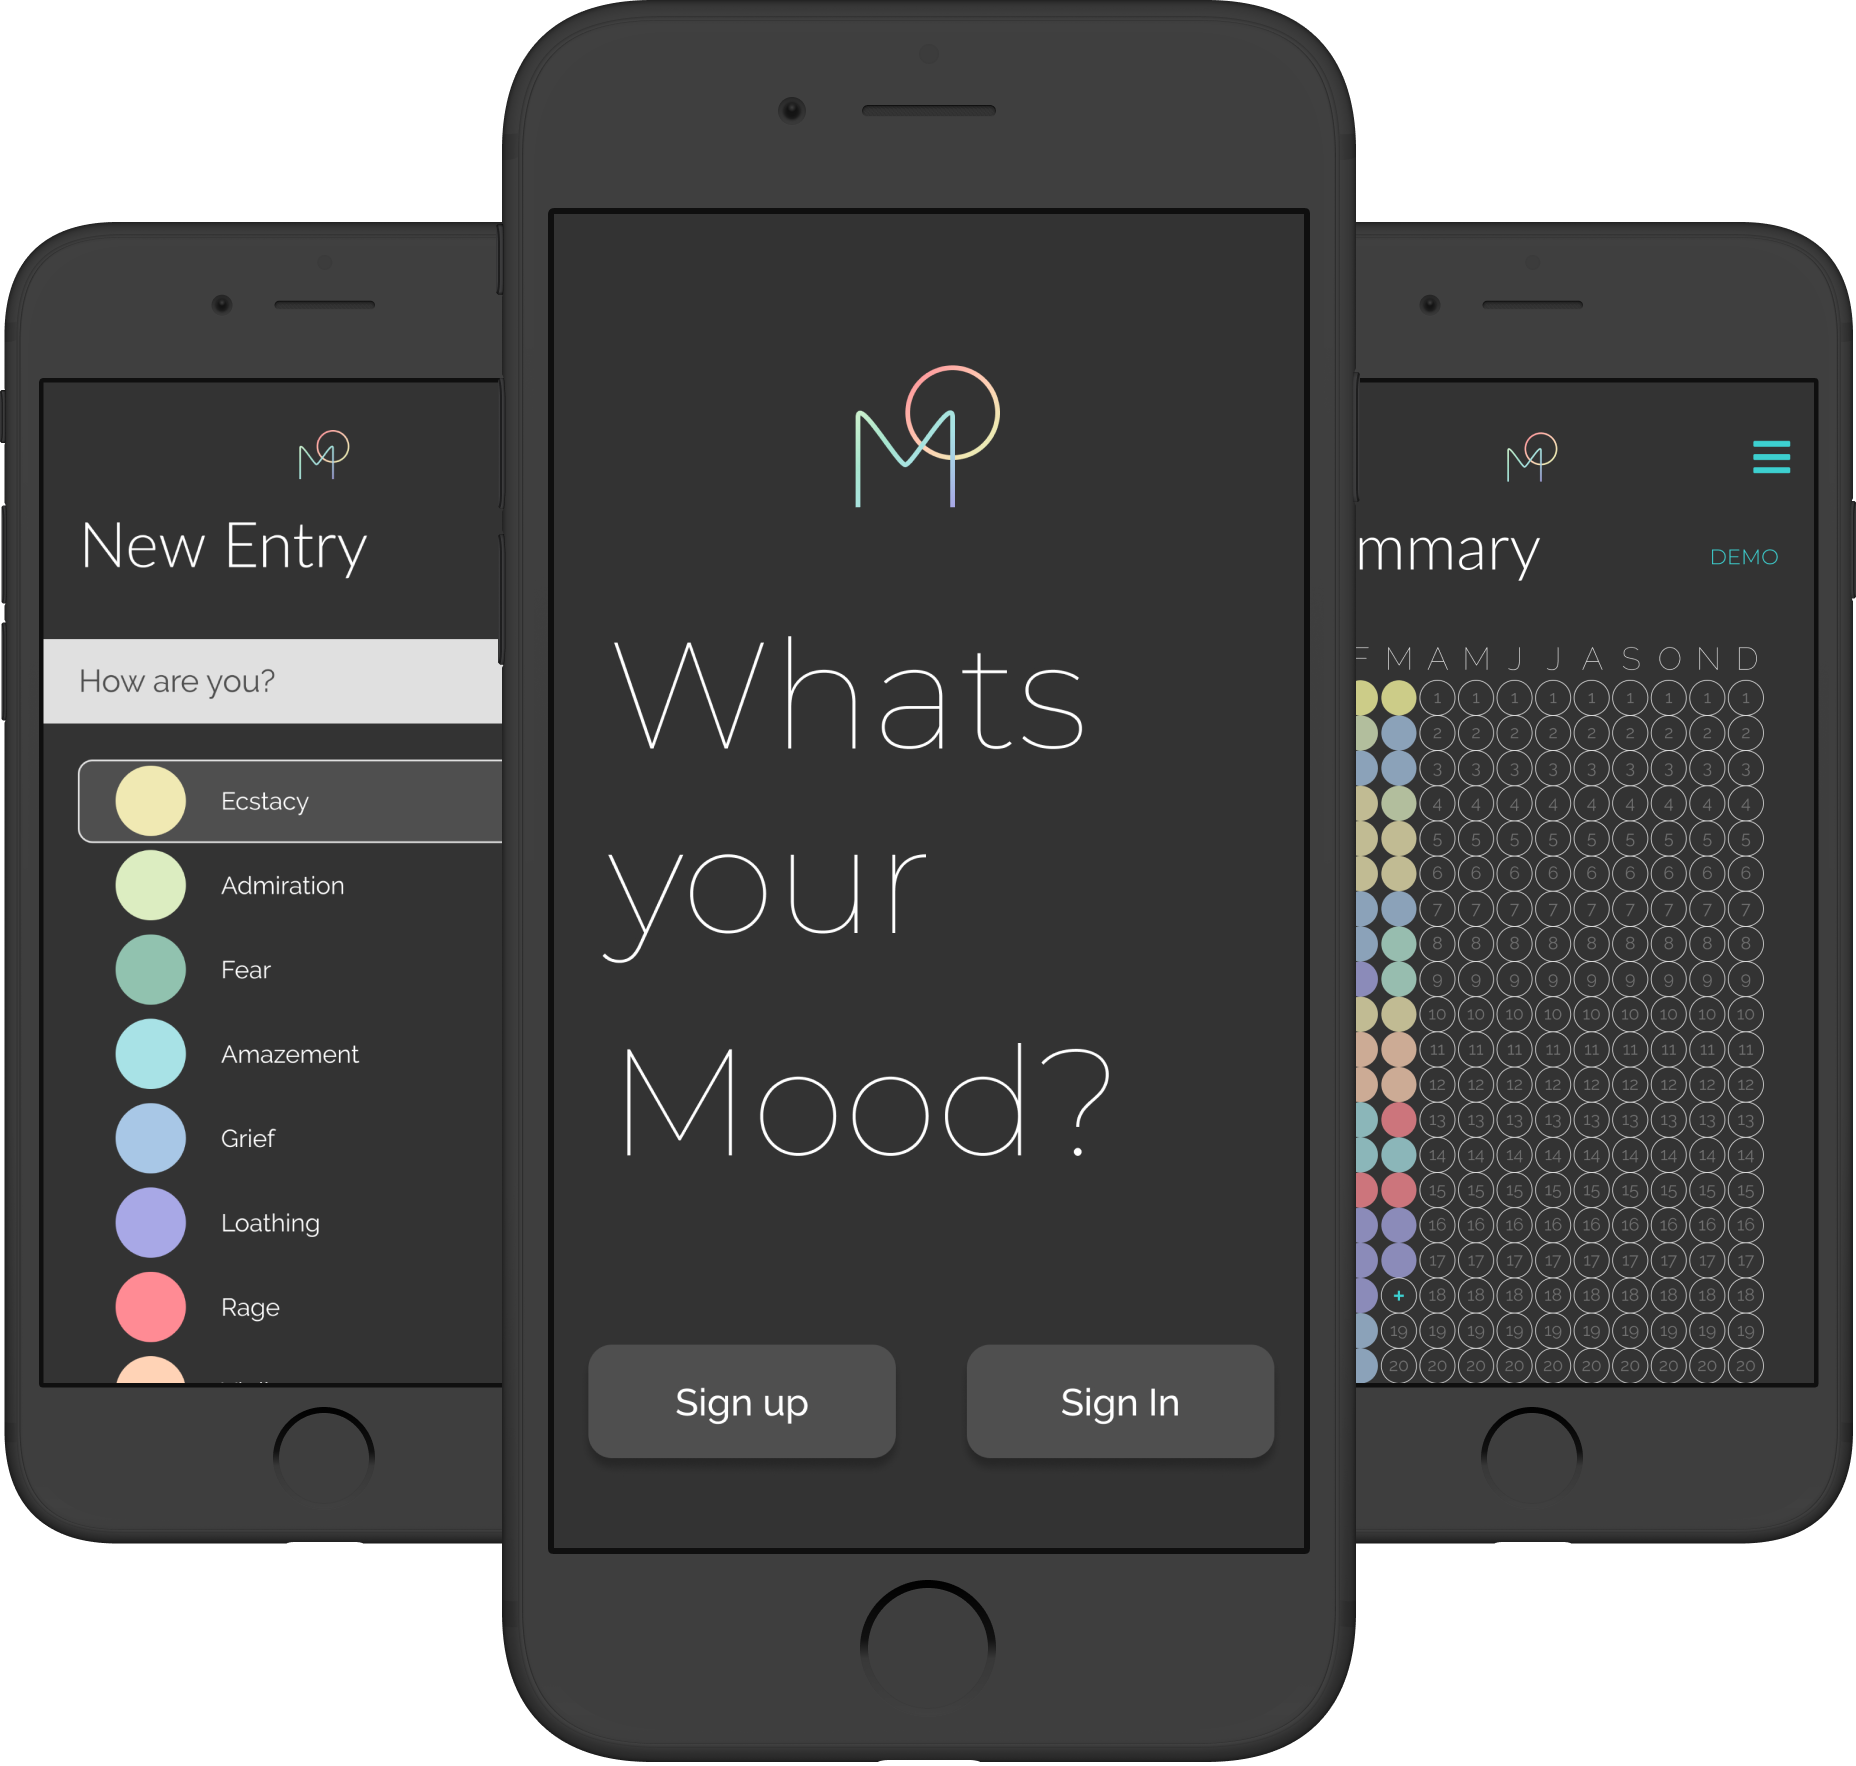 New Entry
How are you?
Ecstacy
Admiration
Fear
Amazement
Grief
Loathing
Rage
M
Whats
your
Mood?
Sign up
Sign In
mmary
DEMO
F M A M J J A S O N D
1 1 1 1 1 1 1 1 1
2 2 2 2 2 2 2 2 2
3 3 3 3 3 3 3 3 3
4 4 4 4 4 4 4 4 4
5 5 5 5 5 5 5 5 5
6 6 6 6 6 6 6 6 6
7 7 7 7 7 7 7 7 7
8 8 8 8 8 8 8 8 8
9 9 9 9 9 9 9 9 9
10 10 10 10 10 10 10 10 10
11 11 11 11 11 11 11 11 11
12 12 12 12 12 12 12 12 12
13 13 13 13 13 13 13 13 13
14 14 14 14 14 14 14 14 14
15 15 15 15 15 15 15 15 15
16 16 16 16 16 16 16 16 16
17 17 17 17 17 17 17 17 17
+ 18 18 18 18 18 18 18 18 18
19 19 19 19 19 19 19 19 19 19
20 20 20 20 20 20 20 20 20 20